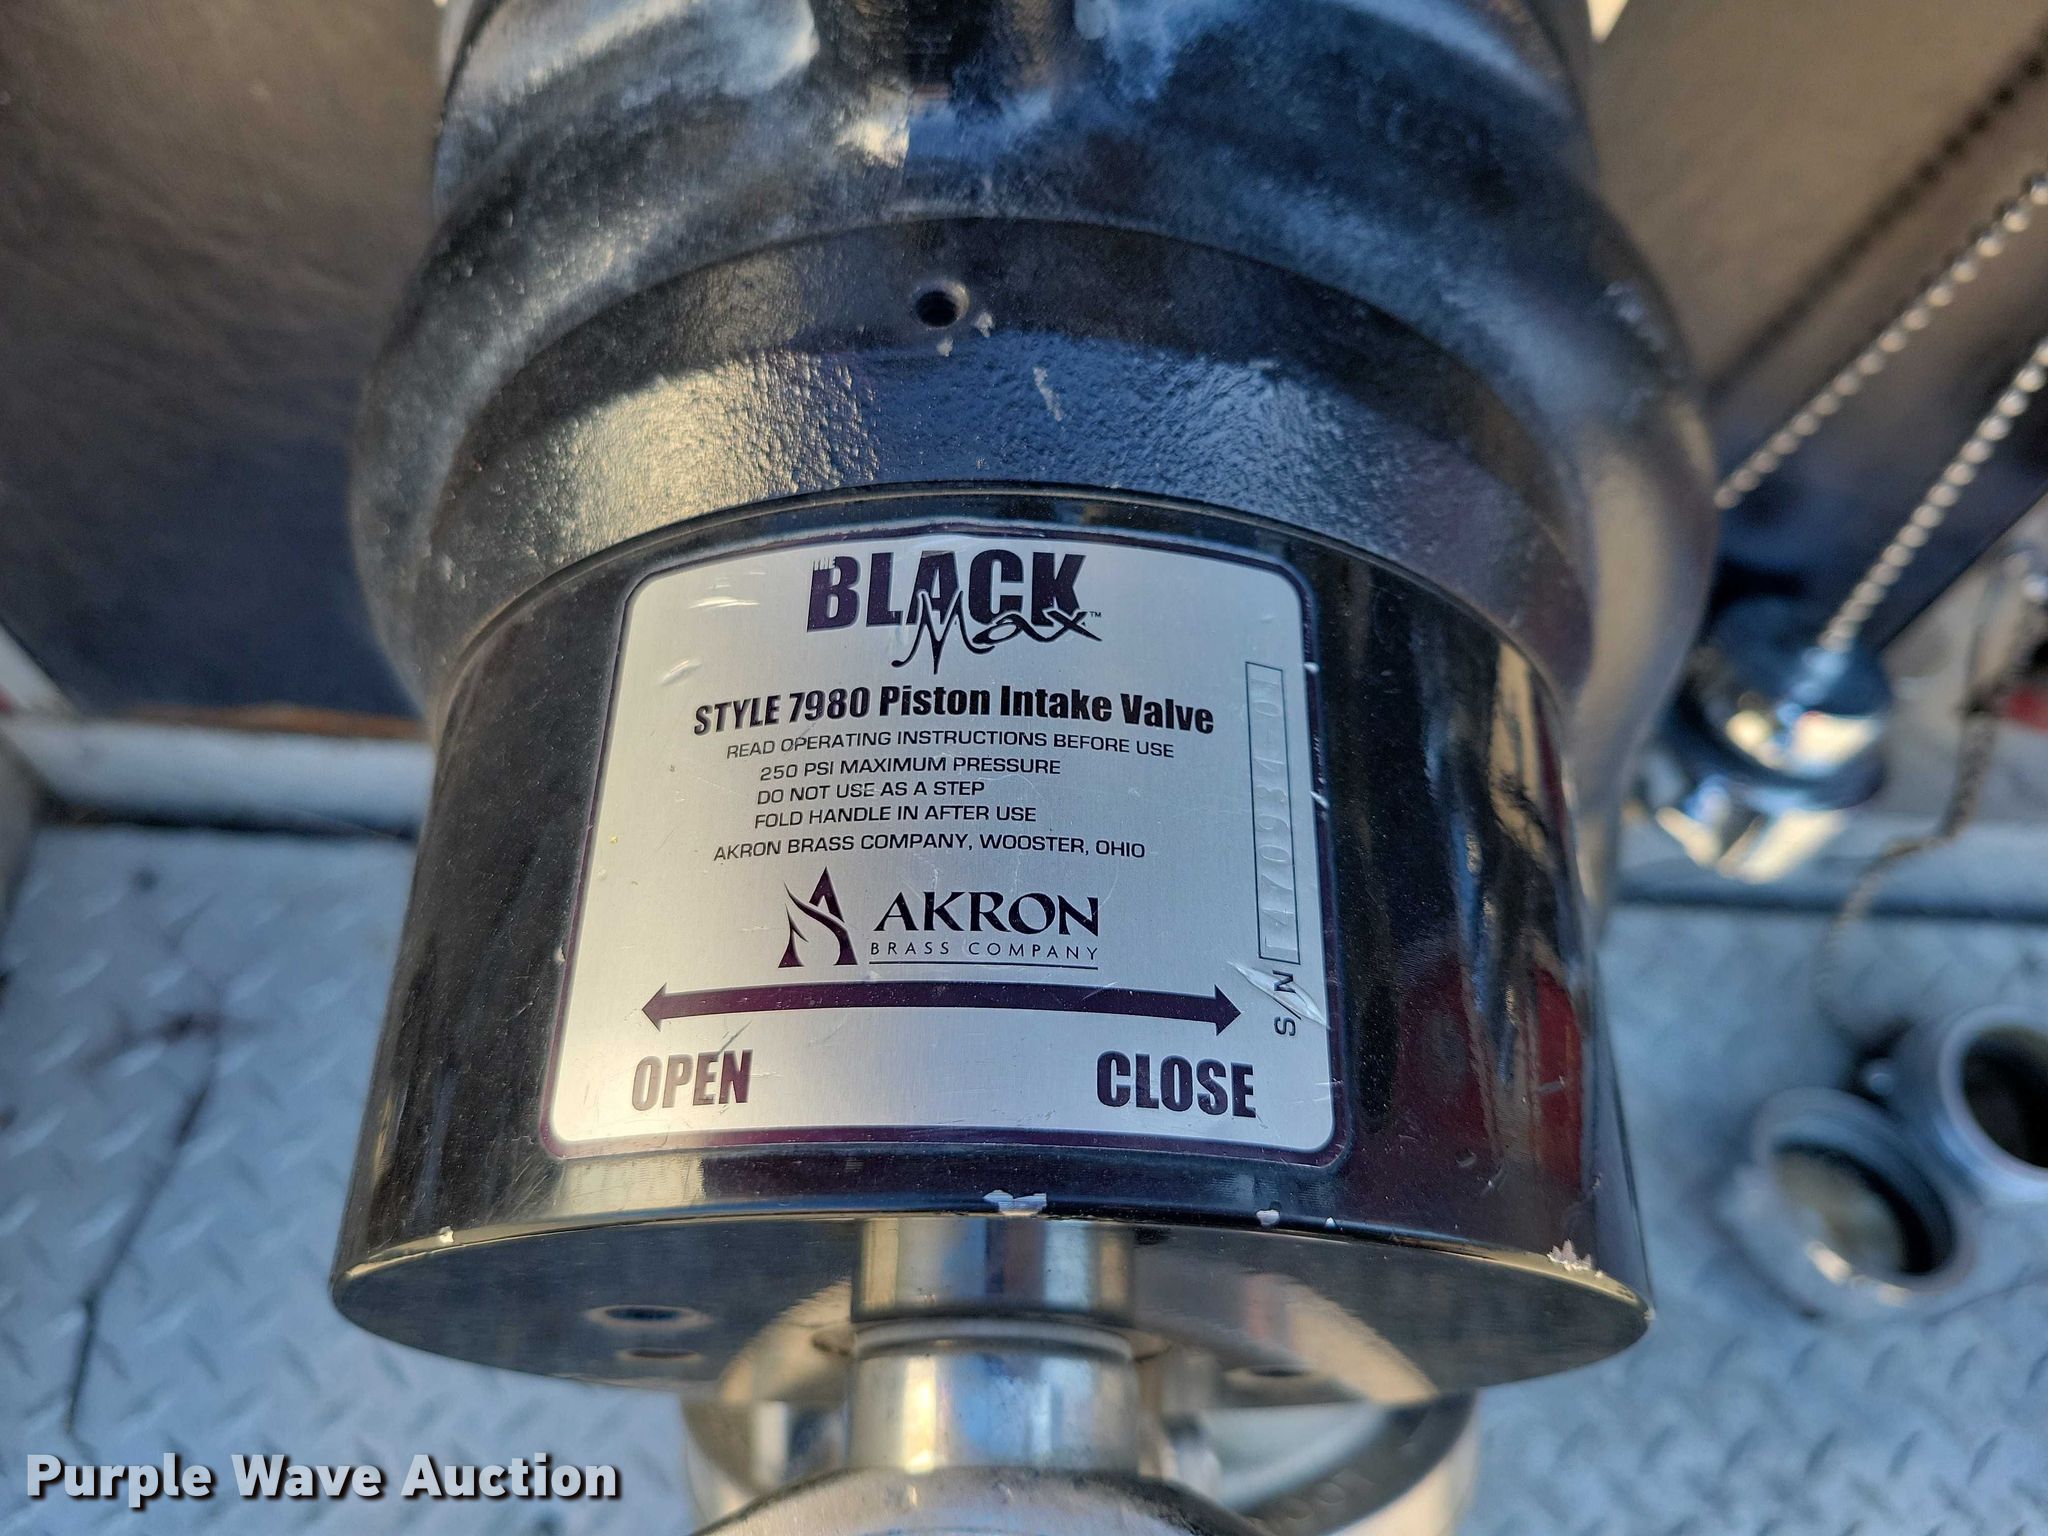 THE
BLACK
Max™
STYLE 7980 Piston Intake Valve
READ OPERATING INSTRUCTIONS BEFORE USE
250 PSI MAXIMUM PRESSURE
DO NOT USE AS A STEP
FOLD HANDLE IN AFTER USE
AKRON BRASS COMPANY, WOOSTER, OHIO
AKRON
BRASS COMPANY
OPEN CLOSE
S/N
Purple Wave Auction